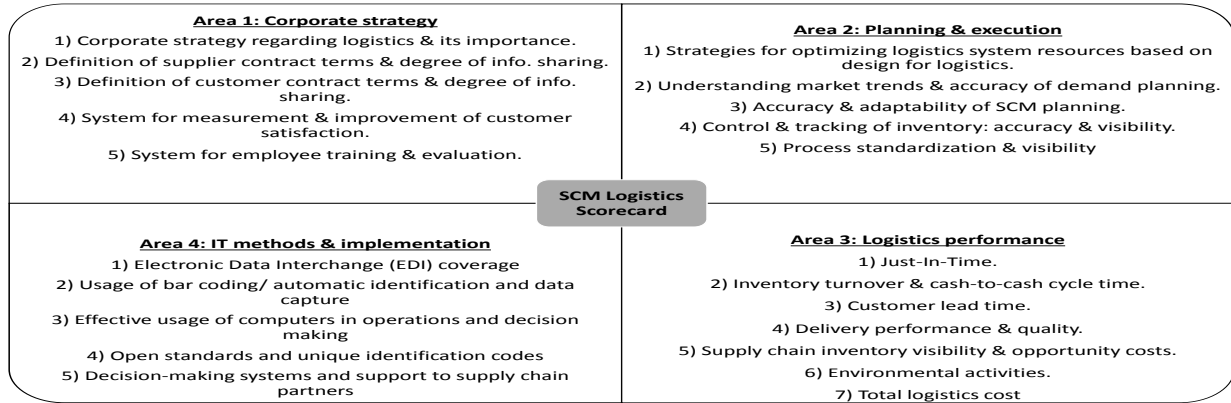 Area 1: Corporate strategy
1) Corporate strategy regarding logistics & its importance.
2) Definition of supplier contract terms & degree of info. sharing.
3) Definition of customer contract terms & degree of info.
sharing.
4) System for measurement & improvement of customer
satisfaction.
5) System for employee training & evaluation.
Area 2: Planning & execution
1) Strategies for optimizing logistics system resources based on
design for logistics.
2) Understanding market trends & accuracy of demand planning.
3) Accuracy & adaptability of SCM planning.
4) Control & tracking of inventory: accuracy & visibility.
5) Process standardization & visibility
SCM Logistics
Scorecard
Area 4: IT methods & implementation
1) Electronic Data Interchange (EDI) coverage
2) Usage of bar coding/ automatic identification and data
capture
3) Effective usage of computers in operations and decision
making
4) Open standards and unique identification codes
5) Decision-making systems and support to supply chain
partners
Area 3: Logistics performance
1) Just-In-Time.
2) Inventory turnover & cash-to-cash cycle time.
3) Customer lead time.
4) Delivery performance & quality.
5) Supply chain inventory visibility & opportunity costs.
6) Environmental activities.
7) Total logistics cost